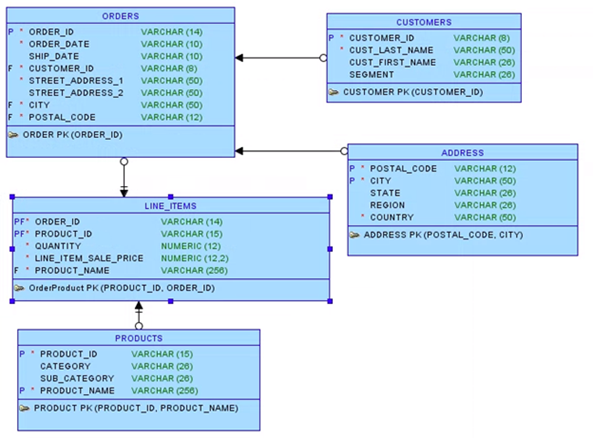 ORDERS
P * ORDER_ID VARCHAR (14)
* ORDER_DATE VARCHAR (10)
SHIP_DATE VARCHAR (10)
F * CUSTOMER_ID VARCHAR (8)
* STREET_ADDRESS_1 VARCHAR (50)
STREET_ADDRESS_2 VARCHAR (50)
F * CITY VARCHAR (50)
F * POSTAL_CODE VARCHAR (12)
ORDER PK (ORDER_ID)
CUSTOMERS
P * CUSTOMER_ID VARCHAR (8)
* CUST_LAST_NAME VARCHAR (50)
CUST_FIRST_NAME VARCHAR (26)
SEGMENT VARCHAR (26)
CUSTOMER PK (CUSTOMER_ID)
ADDRESS
P * POSTAL_CODE VARCHAR (12)
P * CITY VARCHAR (50)
STATE VARCHAR (26)
REGION VARCHAR (26)
* COUNTRY VARCHAR (50)
ADDRESS PK (POSTAL_CODE, CITY)
LINE_ITEMS
PF* ORDER_ID VARCHAR (14)
PF* PRODUCT_ID VARCHAR (15)
* QUANTITY NUMERIC (12)
* LINE_ITEM_SALE_PRICE NUMERIC (12,2)
F * PRODUCT_NAME VARCHAR (256)
OrderProduct PK (PRODUCT_ID, ORDER_ID)
PRODUCTS
P * PRODUCT_ID VARCHAR (15)
CATEGORY VARCHAR (26)
SUB_CATEGORY VARCHAR (26)
P * PRODUCT_NAME VARCHAR (256)
PRODUCT PK (PRODUCT_ID, PRODUCT_NAME)